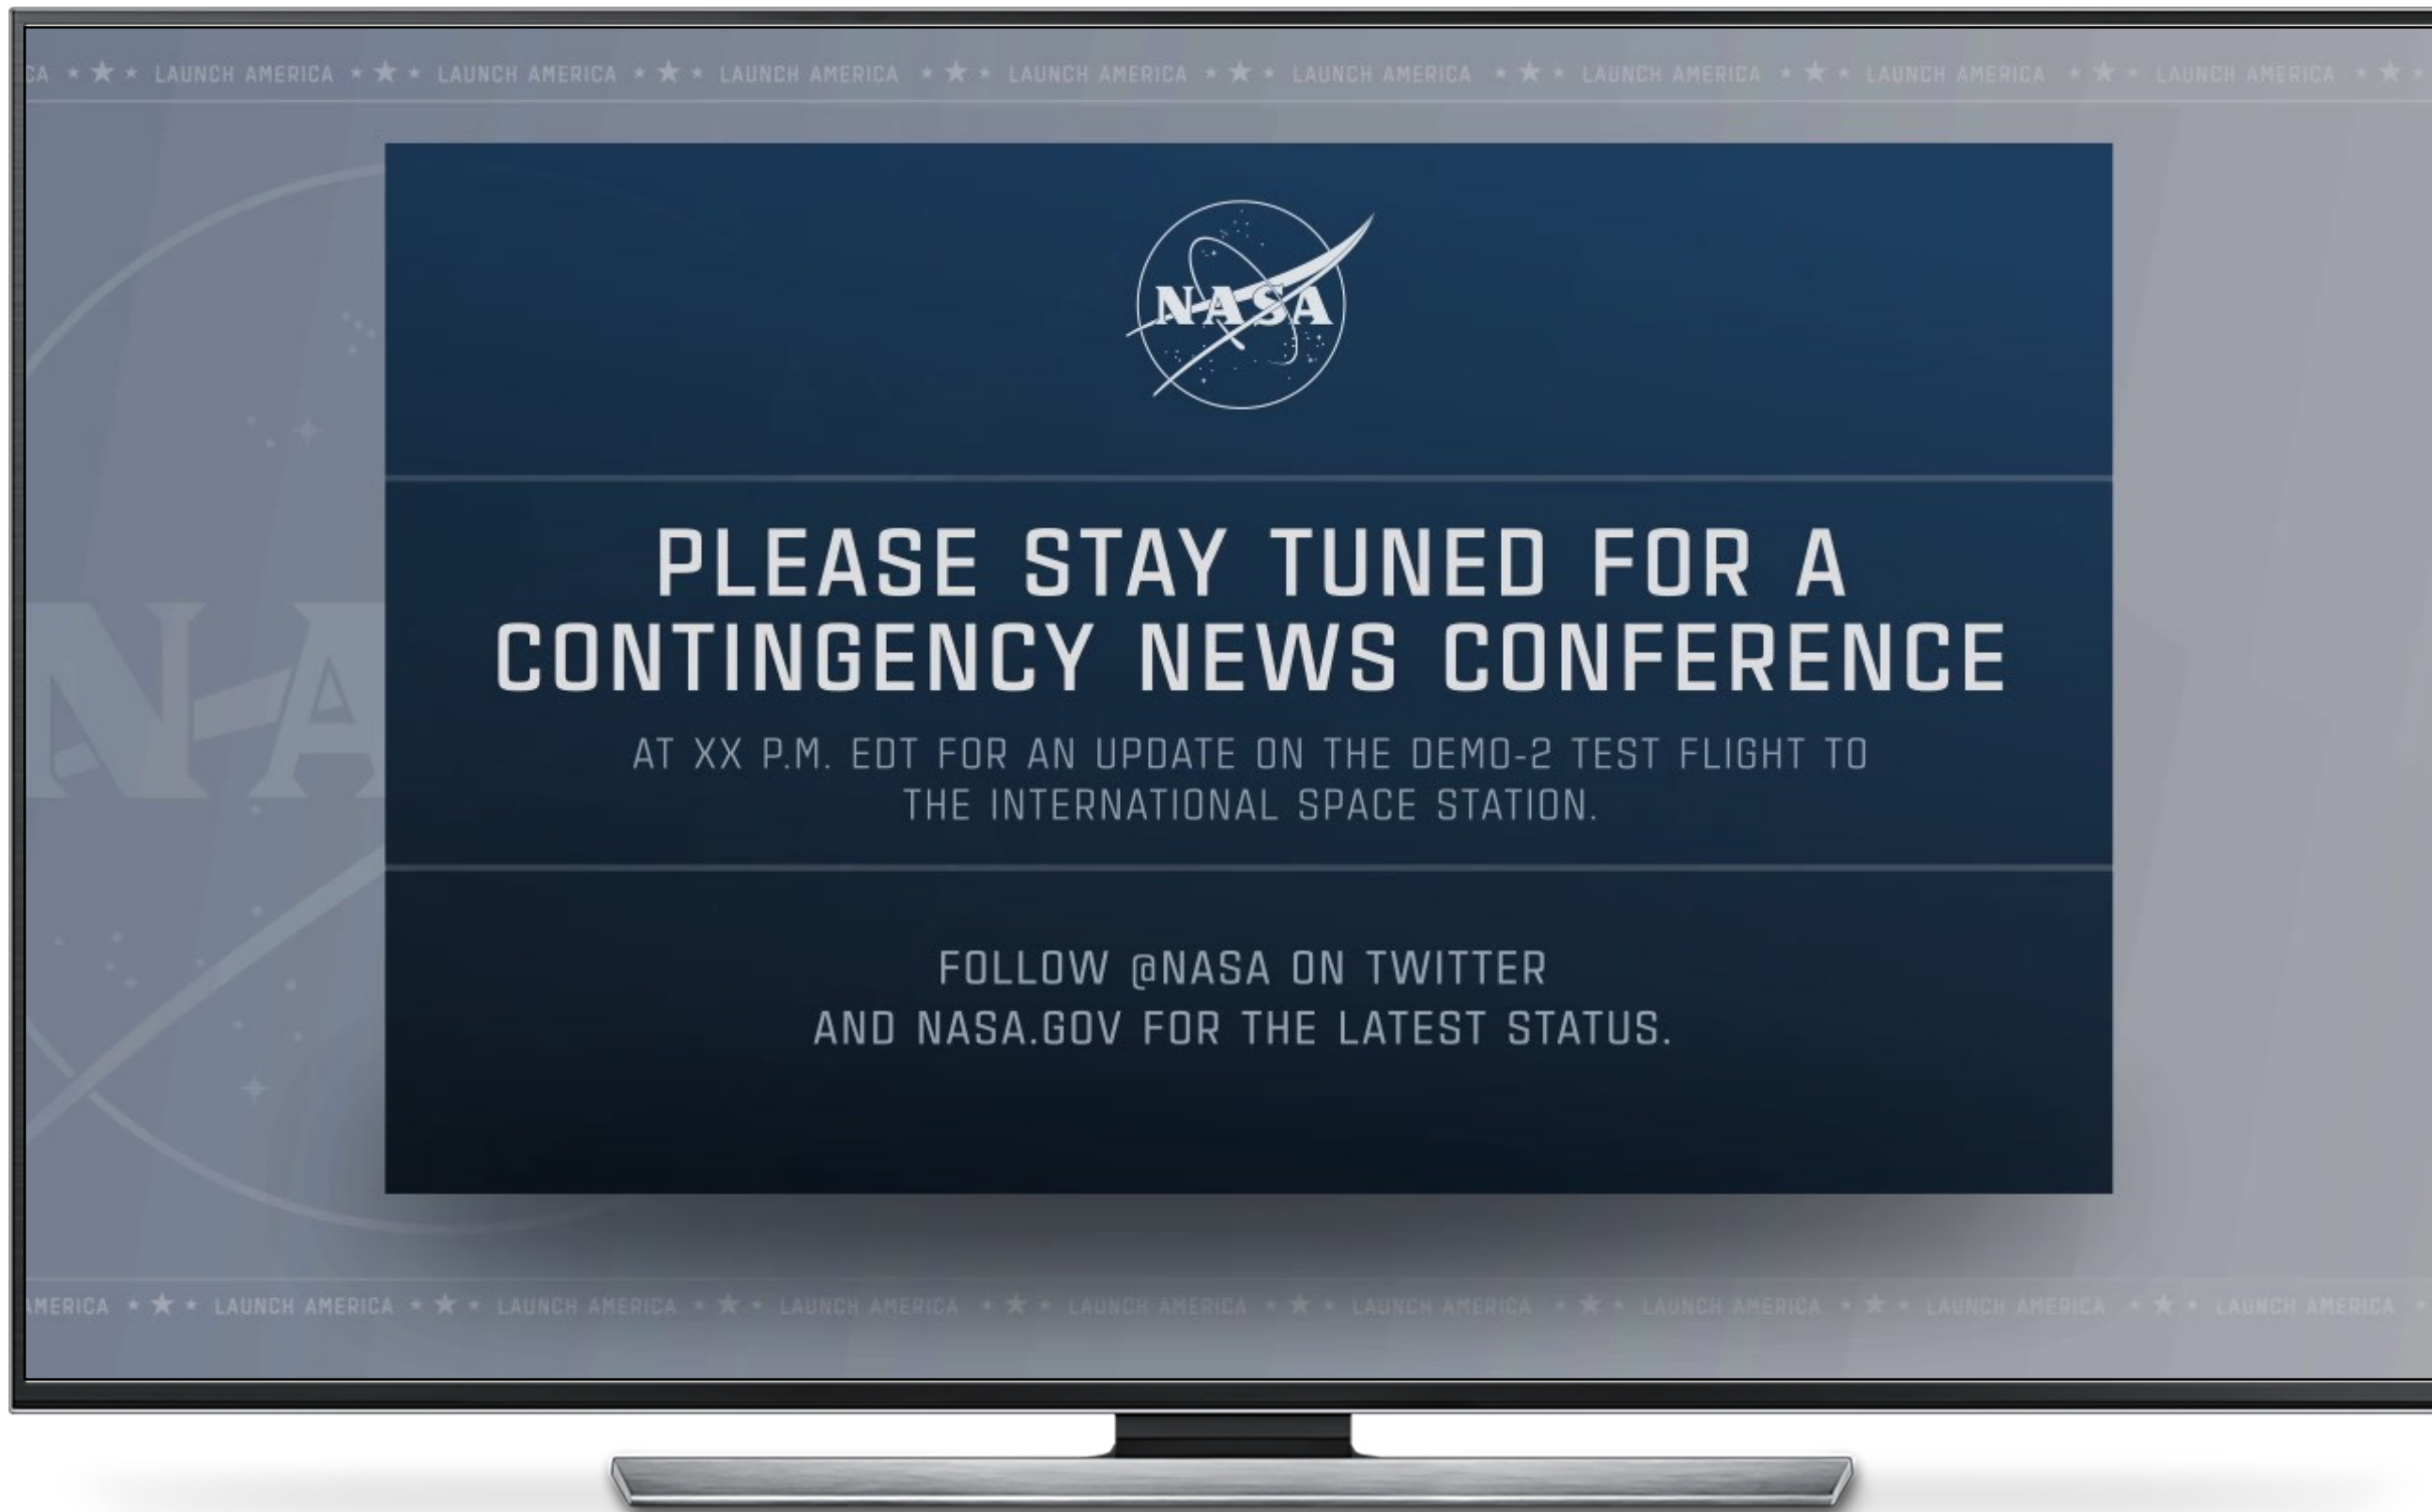 CA ★ ★ ★ LAUNCH AMERICA ★ ★ ★ LAUNCH AMERICA ★ ★ ★ LAUNCH AMERICA ★ ★ ★ LAUNCH AMERICA ★ ★ ★ LAUNCH AMERICA ★ ★ ★ LAUNCH AMERICA ★ ★ ★ LAUNCH AMERICA ★ ★ ★ LAUNCH AMERICA ★ ★ ★
NASA
PLEASE STAY TUNED FOR A
CONTINGENCY NEWS CONFERENCE
NA
AT XX P.M. EDT FOR AN UPDATE ON THE DEMO-2 TEST FLIGHT TO
THE INTERNATIONAL SPACE STATION.
FOLLOW @NASA ON TWITTER
AND NASA.GOV FOR THE LATEST STATUS.
AMERICA ★ ★ ★ LAUNCH AMERICA ★ ★ ★ LAUNCH AMERICA ★ ★ ★ LAUNCH AMERICA ★ ★ ★ LAUNCH AMERICA ★ ★ ★ LAUNCH AMERICA ★ ★ ★ LAUNCH AMERICA ★ ★ ★ LAUNCH AMERICA ★ ★ ★ LAUNCH AMERICA ★